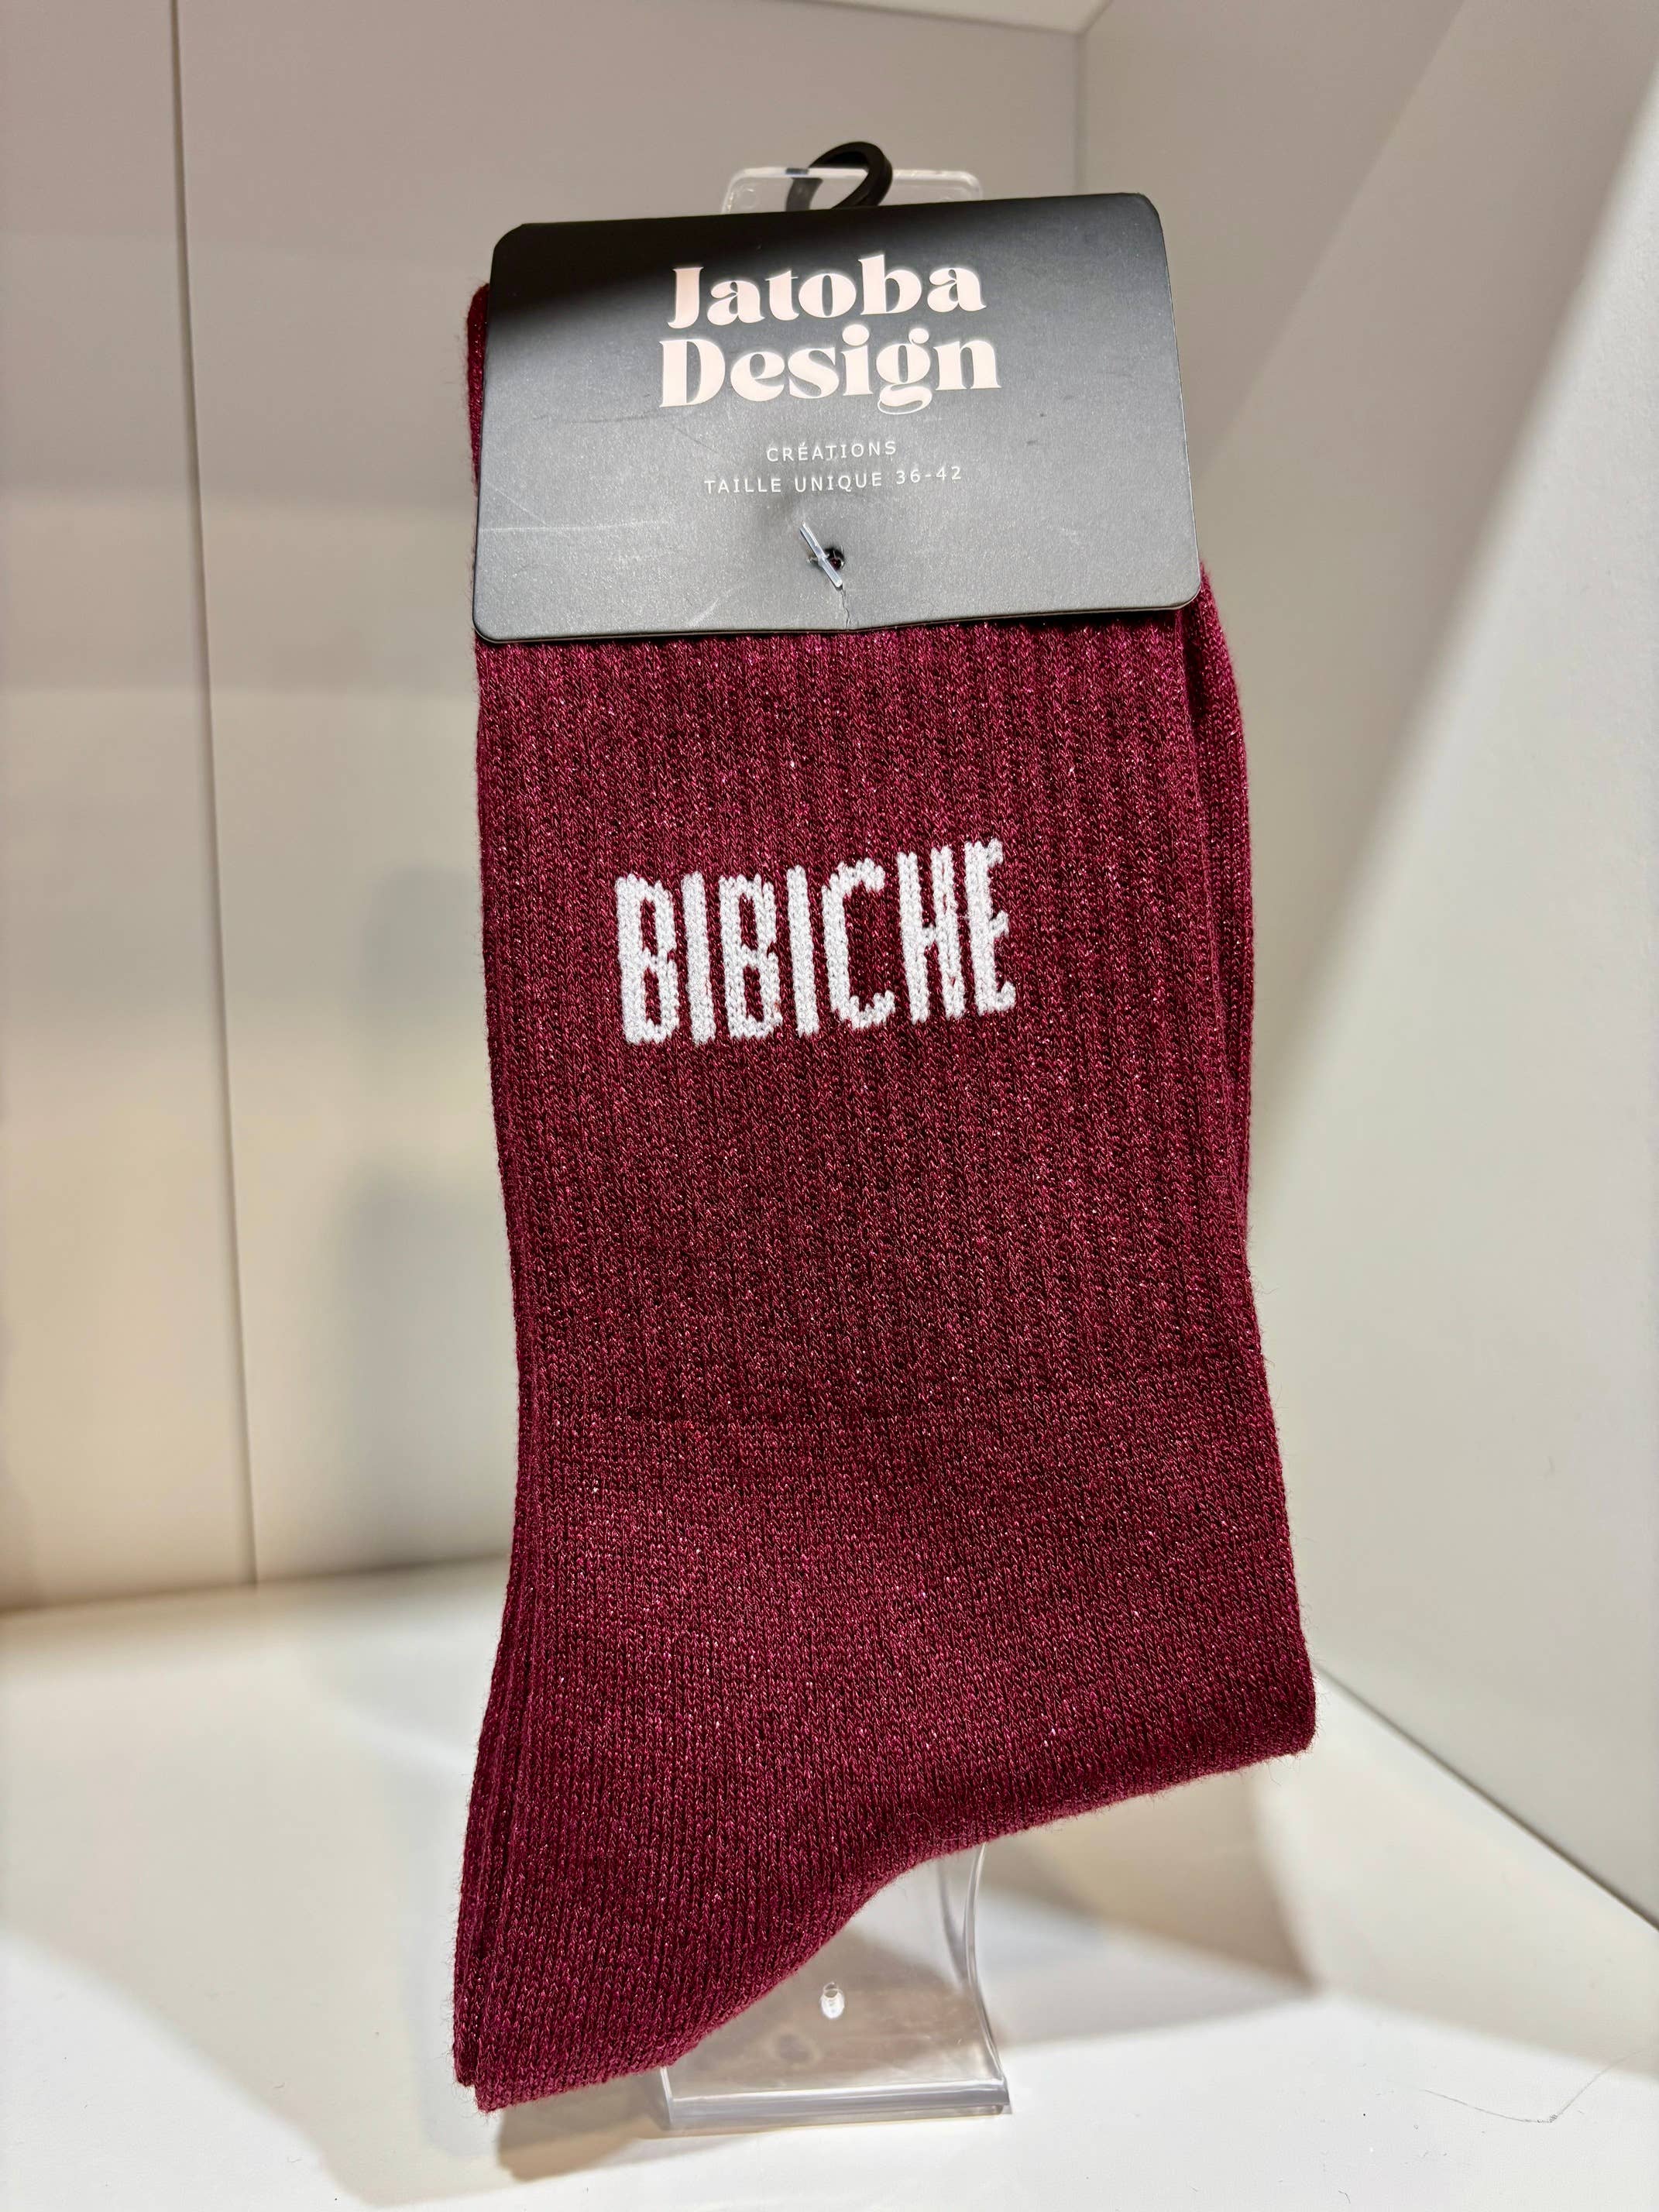 Jatoba
Design
CRÉATIONS
TAILLE UNIQUE 36-42
BIBICHE